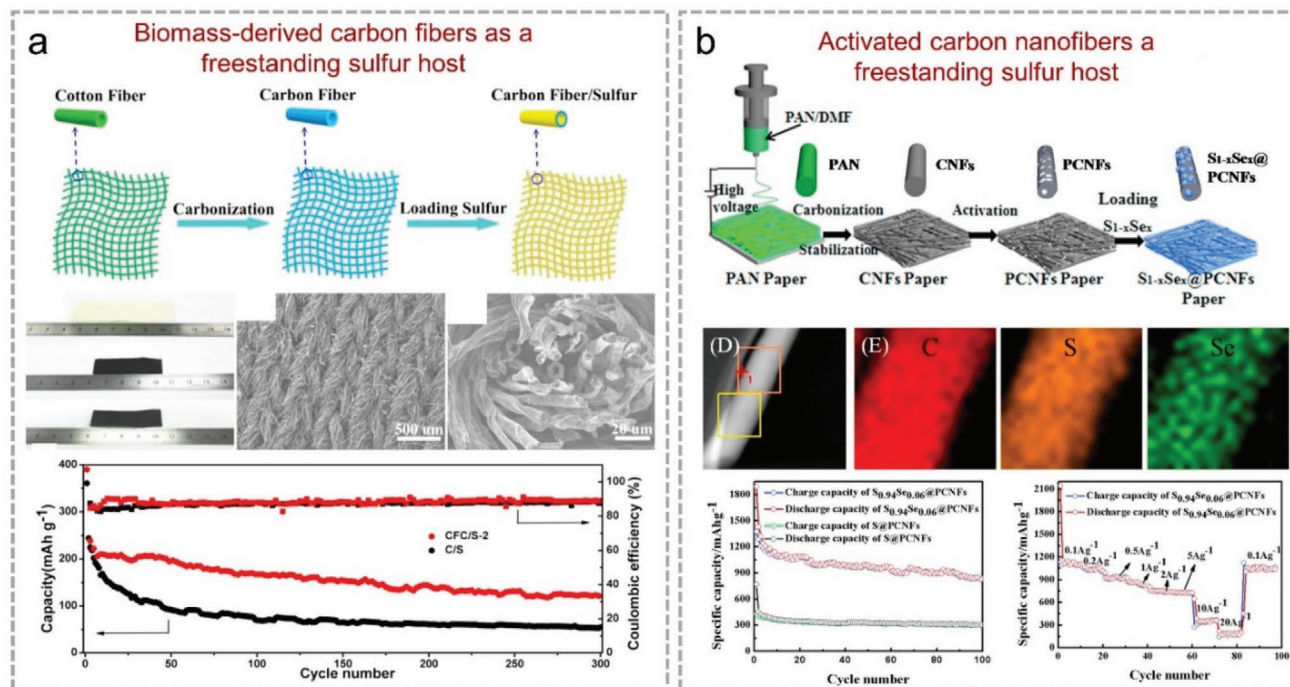 a
Biomass-derived carbon fibers as a
freestanding sulfur host
Cotton Fiber
Carbon Fiber
Carbon Fiber/Sulfur
Carbonization
Loading Sulfur
500 um
20 um
400
350
300
250
200
150
100
50
0
Capacity(mAh g⁻¹)
100
80
60
40
20
0
Coulombic efficiency (%)
CFC/S-2
C/S
0
50
100
150
200
250
300
Cycle number
b
Activated carbon nanofibers a
freestanding sulfur host
PAN/DMF
High
voltage
PAN
CNFs
PCNFs
S₁₋ₓSeₓ@
PCNFs
Carbonization
Stabilization
Activation
Loading
S₁₋ₓSeₓ
PAN Paper
CNFs Paper
PCNFs Paper
S₁₋ₓSeₓ@PCNFs
Paper
(D)
1
(E)
C
S
Se
1800
1500
1200
900
600
300
0
Specific capacity/mAhg⁻¹
Charge capacity of S₀.₉₄Se₀.₀₆@PCNFs
Discharge capacity of S₀.₉₄Se₀.₀₆@PCNFs
Charge capacity of S@PCNFs
Discharge capacity of S@PCNFs
0
20
40
60
80
100
Cycle number
2100
1800
1500
1200
900
600
300
0
Specific capacity/mAhg⁻¹
Charge capacity of S₀.₉₄Se₀.₀₆@PCNFs
Discharge capacity of S₀.₉₄Se₀.₀₆@PCNFs
0.1Ag⁻¹
0.2Ag⁻¹
0.5Ag⁻¹
1Ag⁻¹
2Ag⁻¹
5Ag⁻¹
10Ag⁻¹
20Ag⁻¹
0.1Ag⁻¹
0
20
40
60
80
100
Cycle number